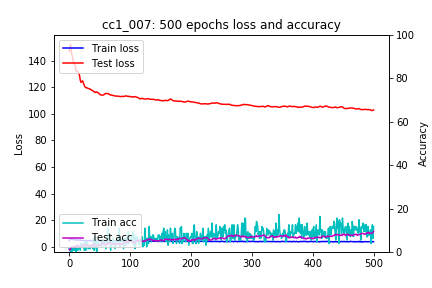 cc1_007: 500 epochs loss and accuracy
Train loss
Test loss
Train acc
Test acc
Loss
Accuracy
140
120
100
80
60
40
20
0
100
80
60
40
20
0
0
100
200
300
400
500